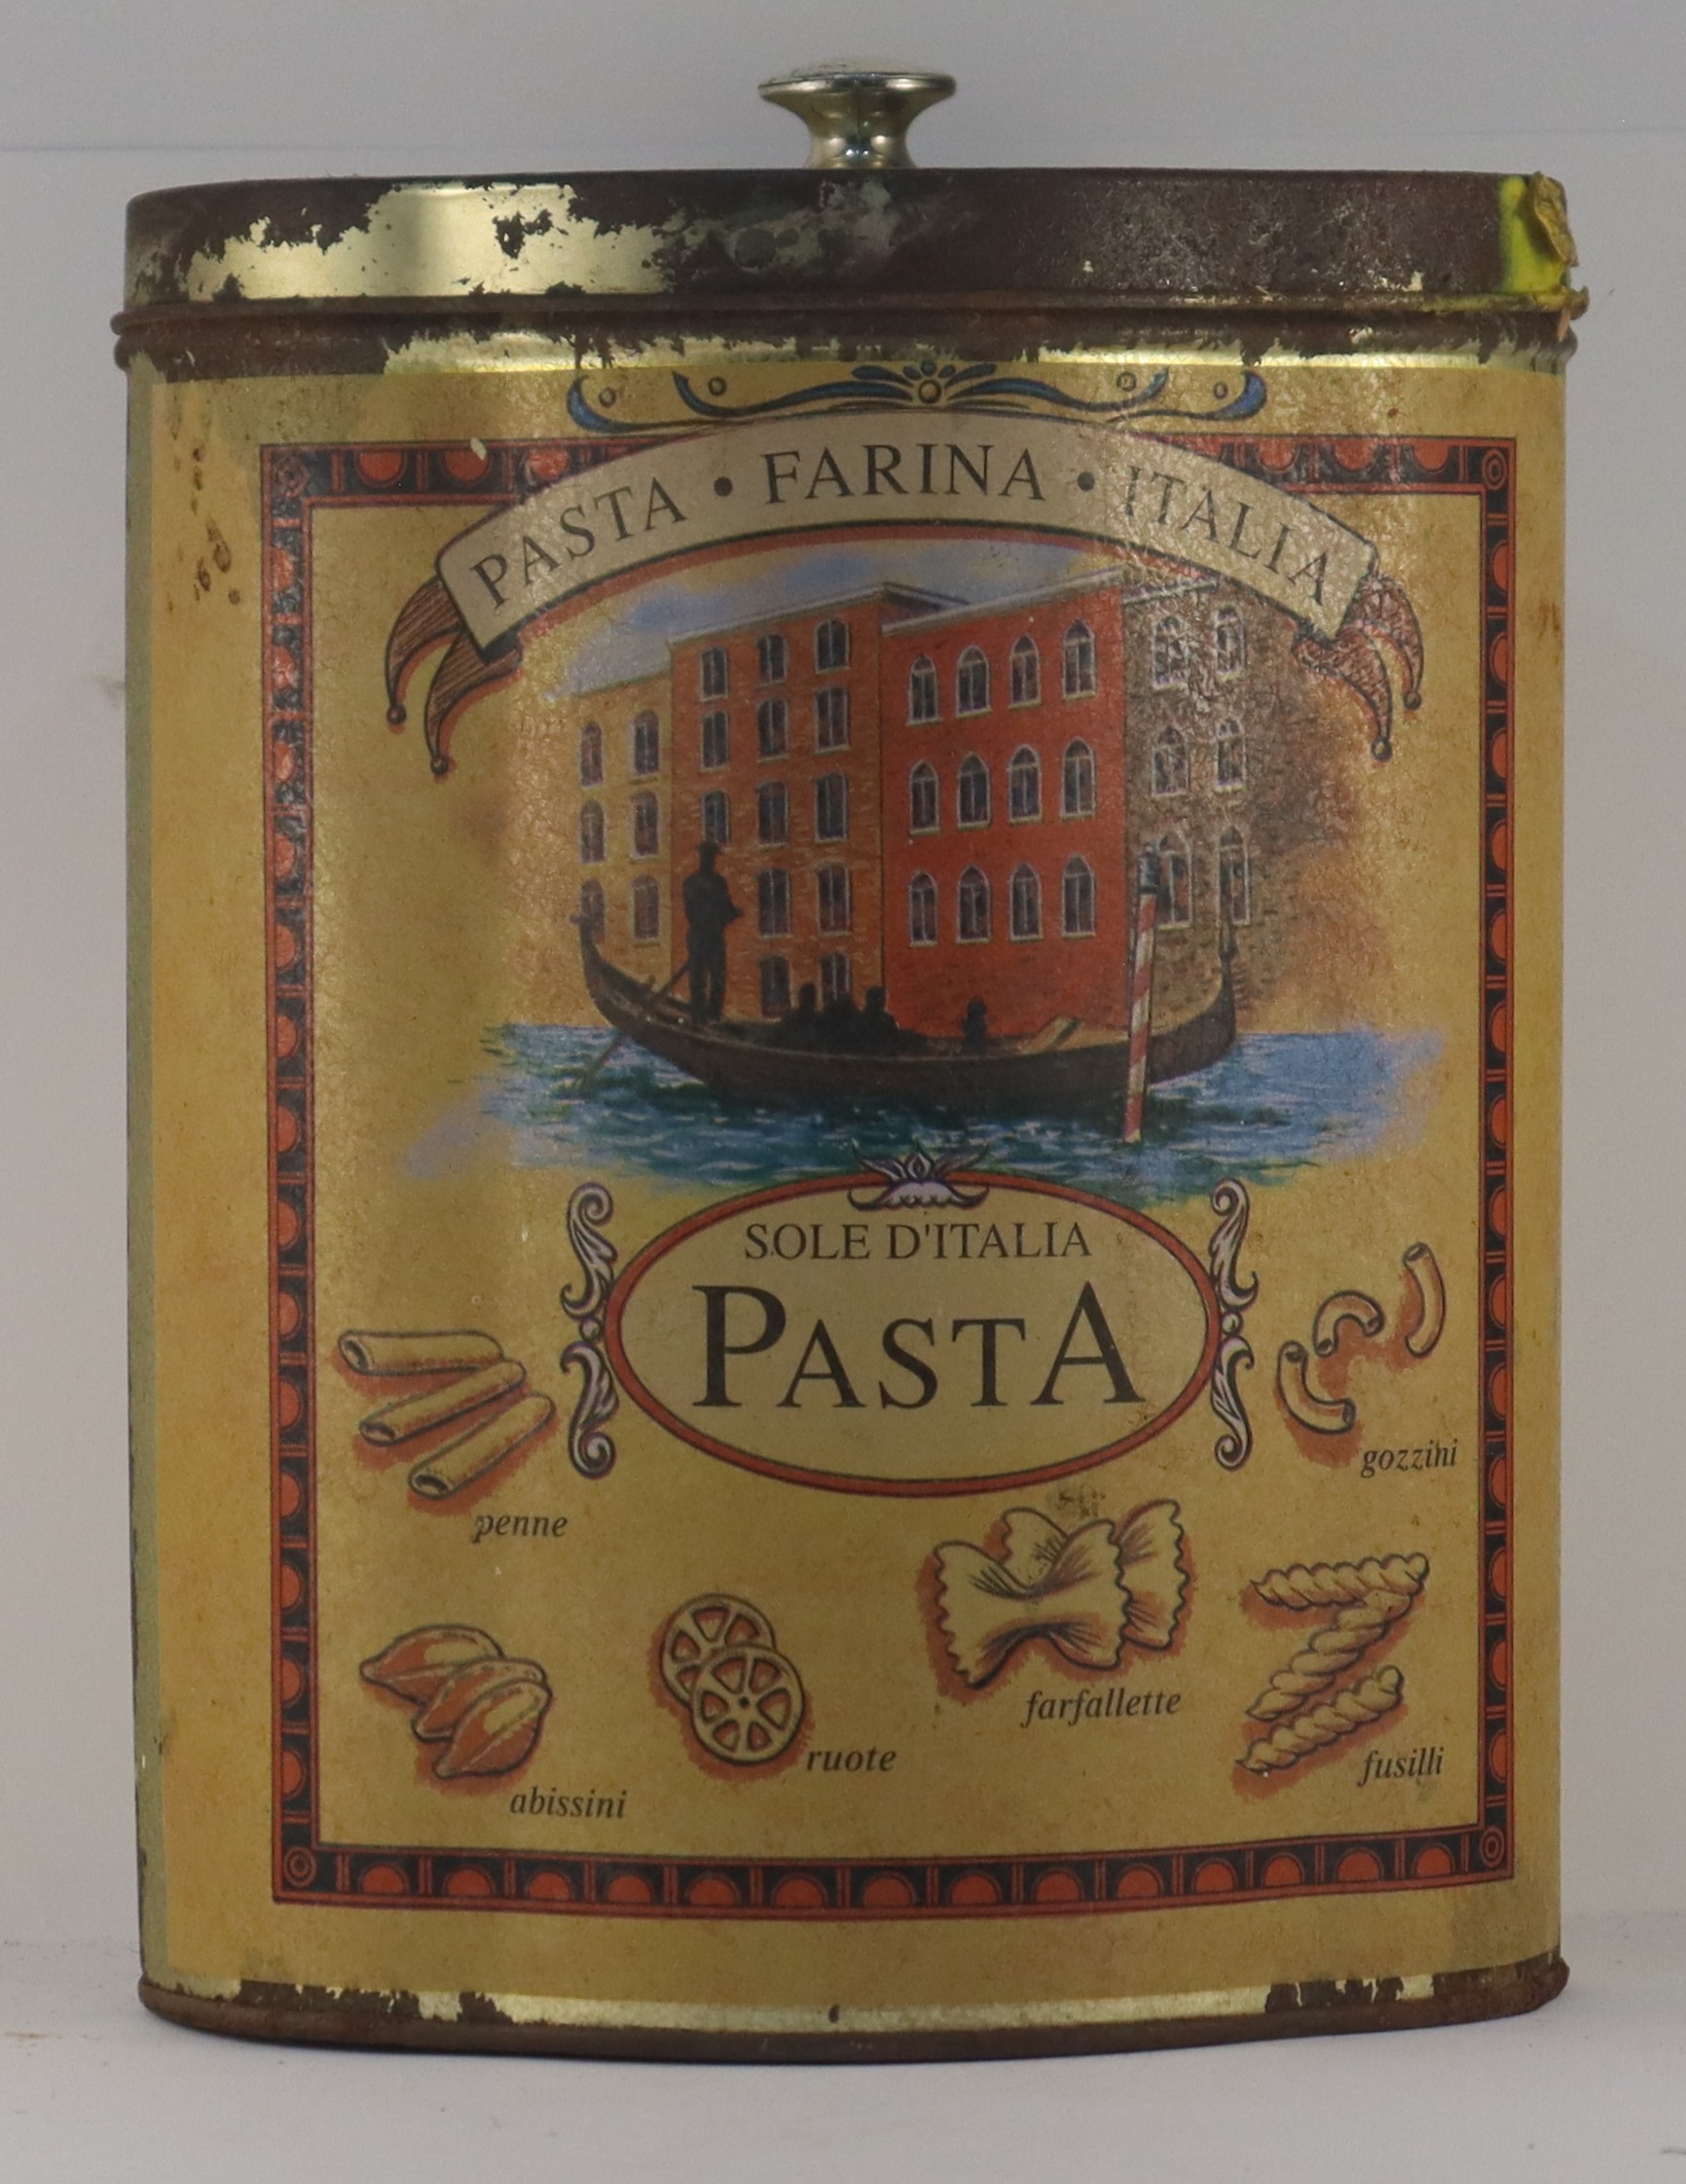 PASTA • FARINA • ITALIA
SOLE D'ITALIA
PASTA
gozzini
penne
farfallette
ruote
fusilli
abissini